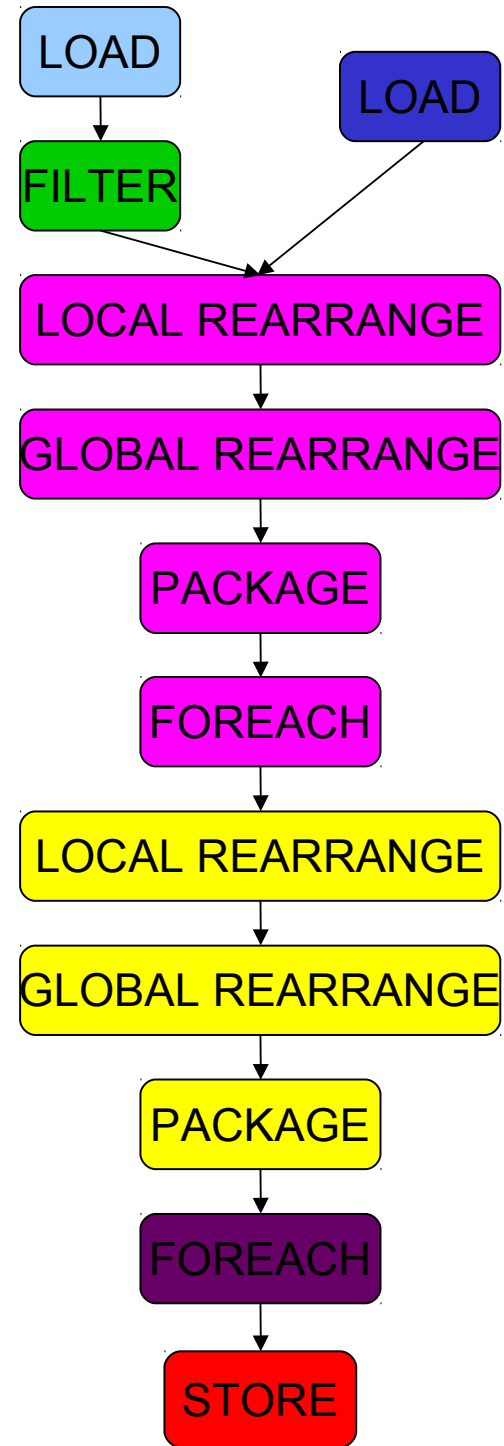 LOAD
LOAD
FILTER
LOCAL REARRANGE
GLOBAL REARRANGE
PACKAGE
FOREACH
LOCAL REARRANGE
GLOBAL REARRANGE
PACKAGE
FOREACH
STORE